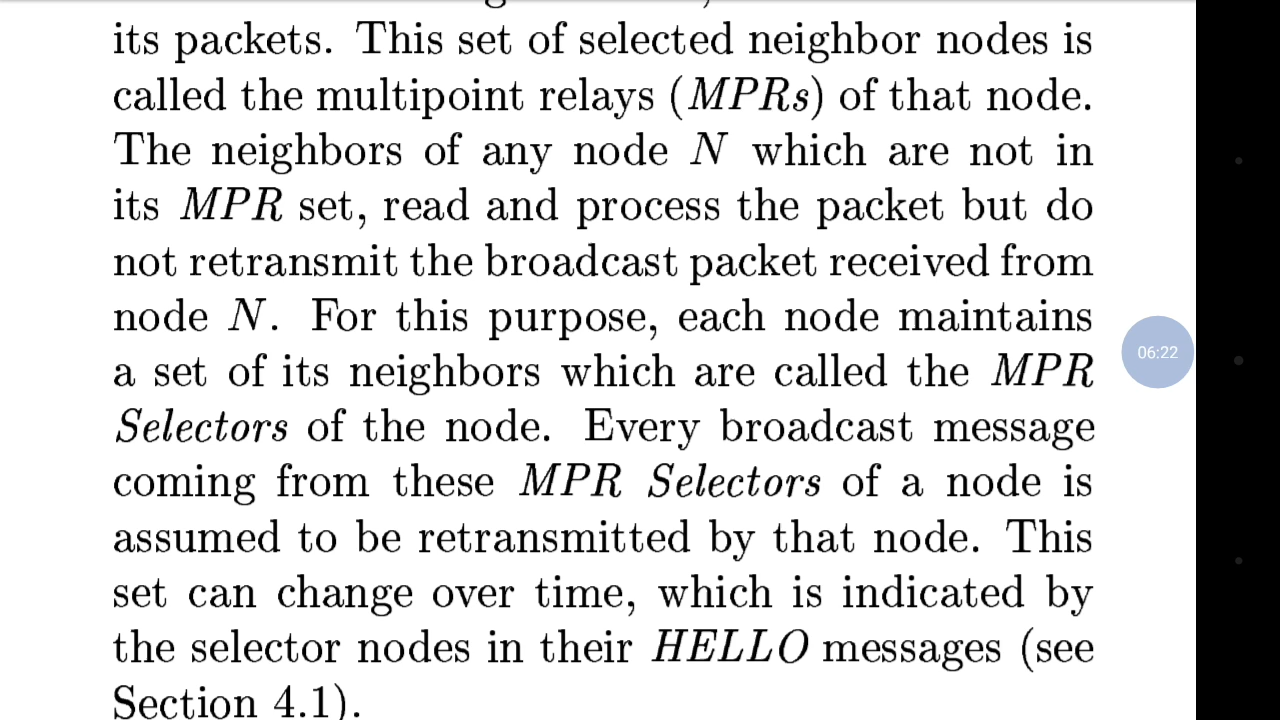 its packets. This set of selected neighbor nodes is
called the multipoint relays (MPRs) of that node.
The neighbors of any node N which are not in
its MPR set, read and process the packet but do
not retransmit the broadcast packet received from
node N. For this purpose, each node maintains
a set of its neighbors which are called the MPR
Selectors of the node. Every broadcast message
coming from these MPR Selectors of a node is
assumed to be retransmitted by that node. This
set can change over time, which is indicated by
the selector nodes in their HELLO messages (see
Section 4.1).
06:22